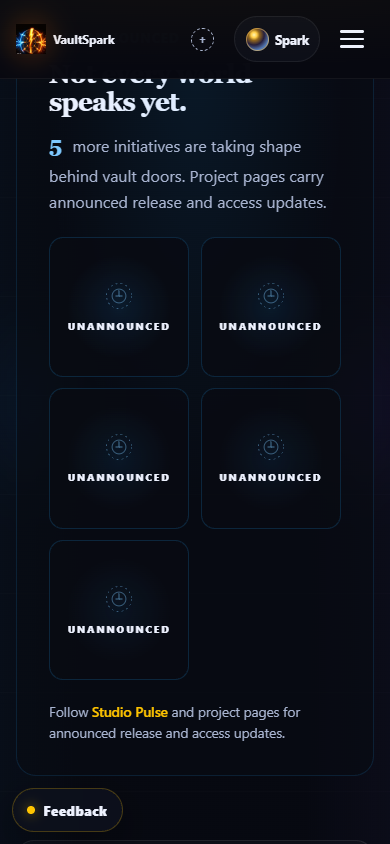 VaultSpark
Spark
Not every world
speaks yet.
5 more initiatives are taking shape
behind vault doors. Project pages carry
announced release and access updates.
UNANNOUNCED
UNANNOUNCED
UNANNOUNCED
UNANNOUNCED
UNANNOUNCED
Follow Studio Pulse and project pages for
announced release and access updates.
Feedback